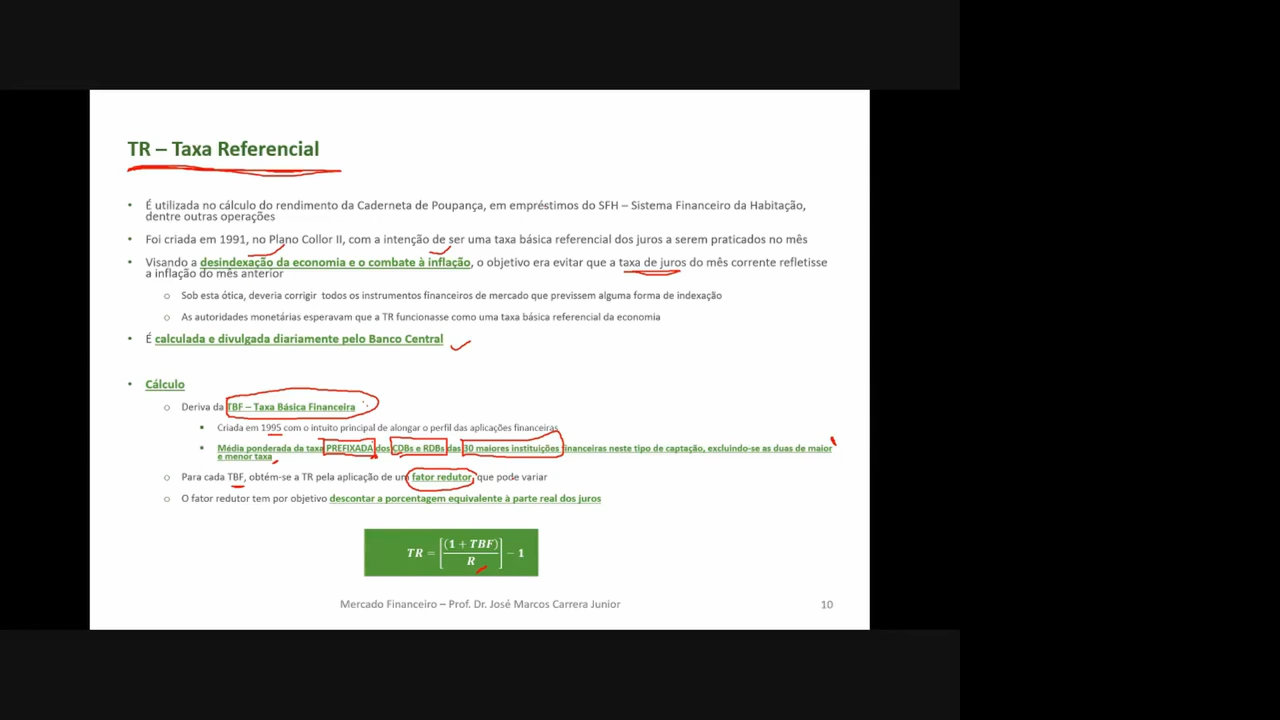 TR – Taxa Referencial
• É utilizada no cálculo do rendimento da Caderneta de Poupança, em empréstimos do SFH – Sistema Financeiro da Habitação,
dentre outras operações
• Foi criada em 1991, no Plano Collor II, com a intenção de ser uma taxa básica referencial dos juros a serem praticados no mês
• Visando a desindexação da economia e o combate à inflação, o objetivo era evitar que a taxa de juros do mês corrente refletisse
a inflação do mês anterior
o Sob esta ótica, deveria corrigir todos os instrumentos financeiros de mercado que previssem alguma forma de indexação
o As autoridades monetárias esperavam que a TR funcionasse como uma taxa básica referencial da economia
• É calculada e divulgada diariamente pelo Banco Central
• Cálculo
o Deriva da TBF – Taxa Básica Financeira
▪ Criada em 1995 com o intuito principal de alongar o perfil das aplicações financeiras
▪ Média ponderada da taxa PREFIXADA dos CDBs e RDBs das 30 maiores instituições financeiras neste tipo de captação, excluindo-se as duas de maior
e menor taxa
o Para cada TBF, obtém-se a TR pela aplicação de um fator redutor, que pode variar
o O fator redutor tem por objetivo descontar a porcentagem equivalente à parte real dos juros
TR = [(1 + TBF) / R] − 1
Mercado Financeiro – Prof. Dr. José Marcos Carrera Junior 10